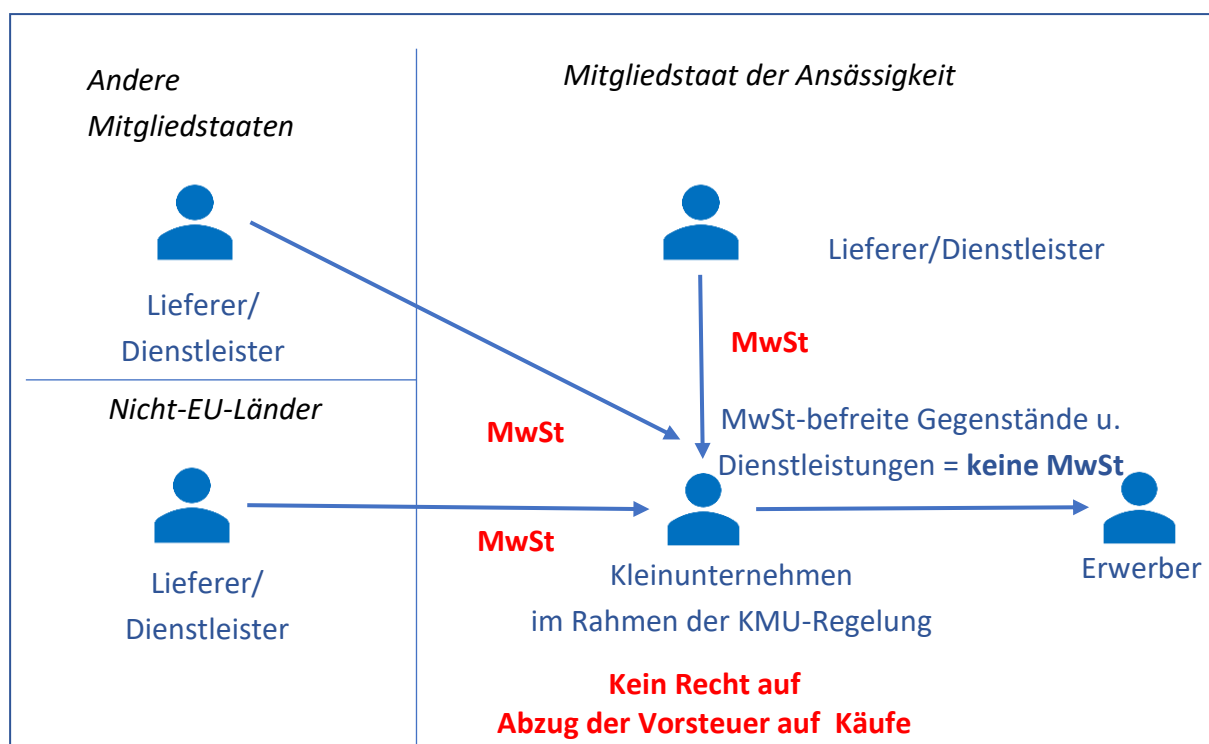 Andere
Mitgliedstaaten
Mitgliedstaat der Ansässigkeit
Lieferer/
Dienstleister
Lieferer/Dienstleister
MwSt
Nicht-EU-Länder
MwSt
MwSt-befreite Gegenstände u.
Dienstleistungen = keine MwSt
MwSt
Lieferer/
Dienstleister
Kleinunternehmen
im Rahmen der KMU-Regelung
Erwerber
Kein Recht auf
Abzug der Vorsteuer auf Käufe